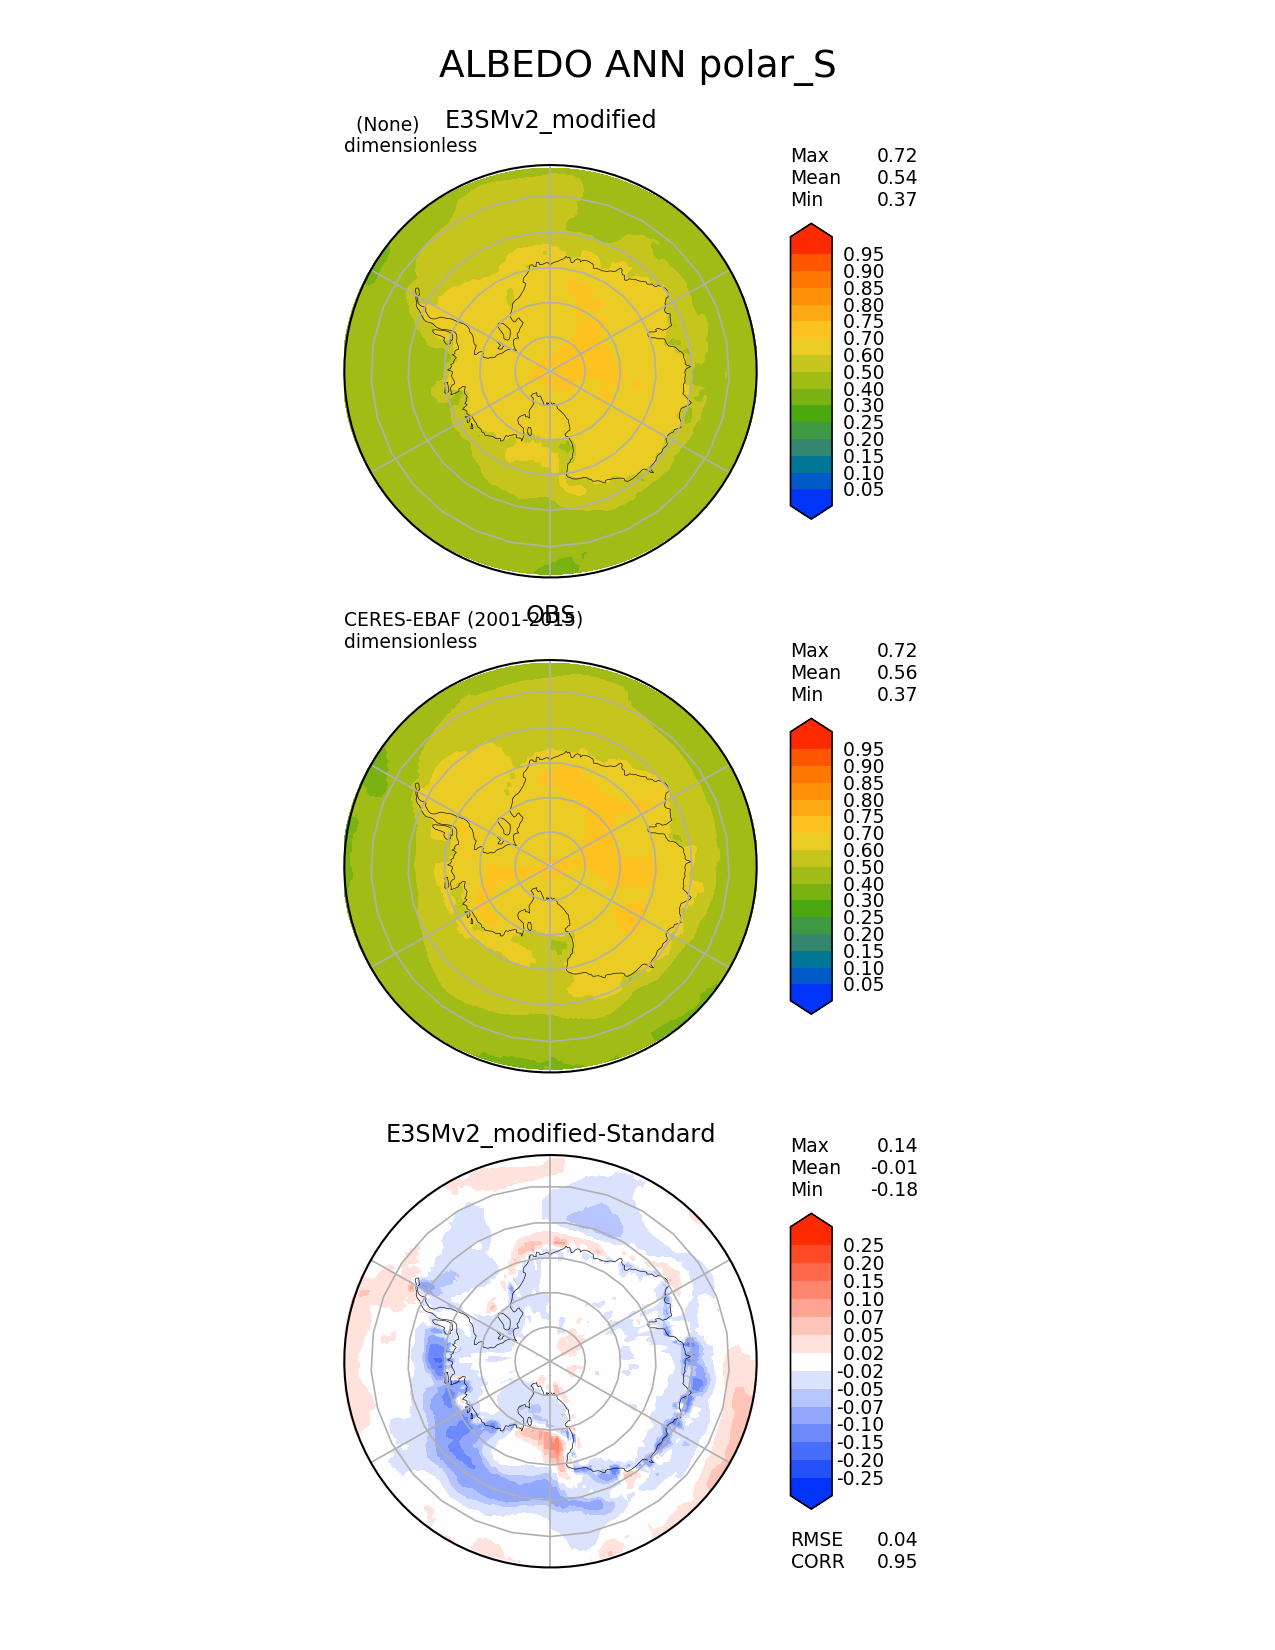 ALBEDO ANN polar_S
E3SMv2_modified
(None)
dimensionless
Max 0.72
Mean 0.54
Min 0.37
0.95
0.90
0.85
0.80
0.75
0.70
0.60
0.50
0.40
0.30
0.25
0.20
0.15
0.10
0.05
OBS
CERES-EBAF (2001-2015)
dimensionless
Max 0.72
Mean 0.56
Min 0.37
0.95
0.90
0.85
0.80
0.75
0.70
0.60
0.50
0.40
0.30
0.25
0.20
0.15
0.10
0.05
E3SMv2_modified-Standard
Max 0.14
Mean -0.01
Min -0.18
0.25
0.20
0.15
0.10
0.07
0.05
0.02
-0.02
-0.05
-0.07
-0.10
-0.15
-0.20
-0.25
RMSE 0.04
CORR 0.95